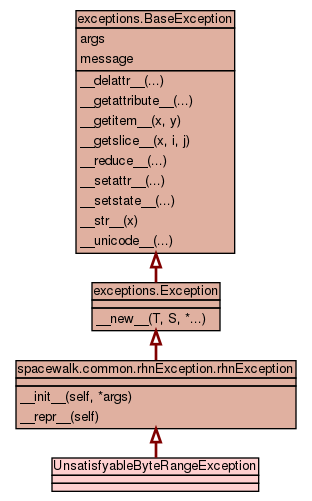 exceptions.BaseException
args
message
__delattr__(...)
__getattribute__(...)
__getitem__(x, y)
__getslice__(x, i, j)
__reduce__(...)
__setattr__(...)
__setstate__(...)
__str__(x)
__unicode__(...)
exceptions.Exception
__new__(T, S, *...)
spacewalk.common.rhnException.rhnException
__init__(self, *args)
__repr__(self)
UnsatisfyableByteRangeException